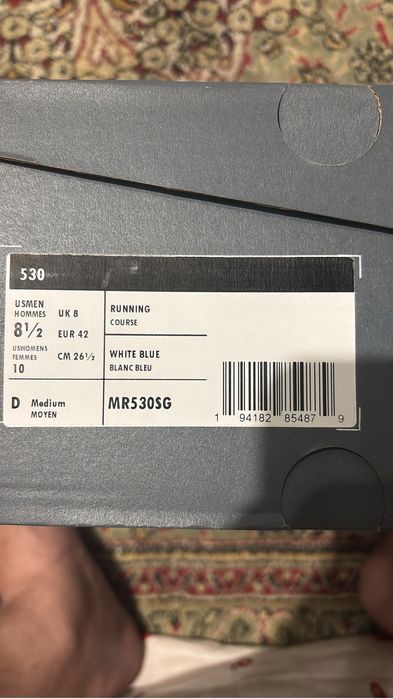 530
USMEN
HOMMES
8½
USWOMENS
FEMMES
10
UK 8
EUR 42
CM 26½
RUNNING
COURSE
WHITE BLUE
BLANC BLEU
D Medium
MOYEN
MR530SG
1 94182 85487 9